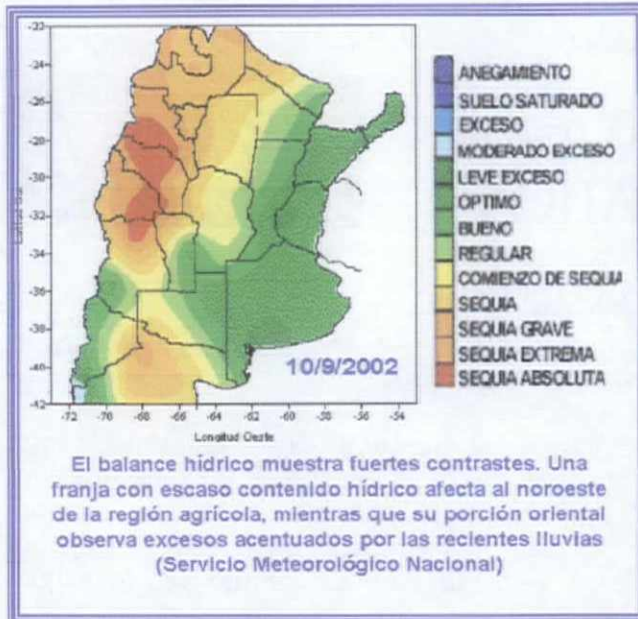 -22
-24
-26
-28
-30
-32
-34
-36
-38
-40
-42
-72 -70 -68 -66 -64 -62 -60 -58 -56 -54
Longitud Oeste
10/9/2002
ANEGAMIENTO
SUELO SATURADO
EXCESO
MODERADO EXCESO
LEVE EXCESO
OPTIMO
BUENO
REGULAR
COMIENZO DE SEQUIA
SEQUIA
SEQUIA GRAVE
SEQUIA EXTREMA
SEQUIA ABSOLUTA
El balance hídrico muestra fuertes contrastes. Una
franja con escaso contenido hídrico afecta al noroeste
de la región agrícola, mientras que su porción oriental
observa excesos acentuados por las recientes lluvias
(Servicio Meteorológico Nacional)